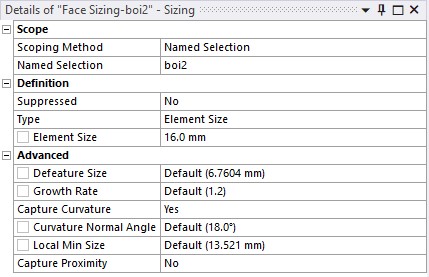 Details of "Face Sizing-boi2" - Sizing
Scope
Scoping Method Named Selection
Named Selection boi2
Definition
Suppressed No
Type Element Size
Element Size 16.0 mm
Advanced
Defeature Size Default (6.7604 mm)
Growth Rate Default (1.2)
Capture Curvature Yes
Curvature Normal Angle Default (18.0°)
Local Min Size Default (13.521 mm)
Capture Proximity No